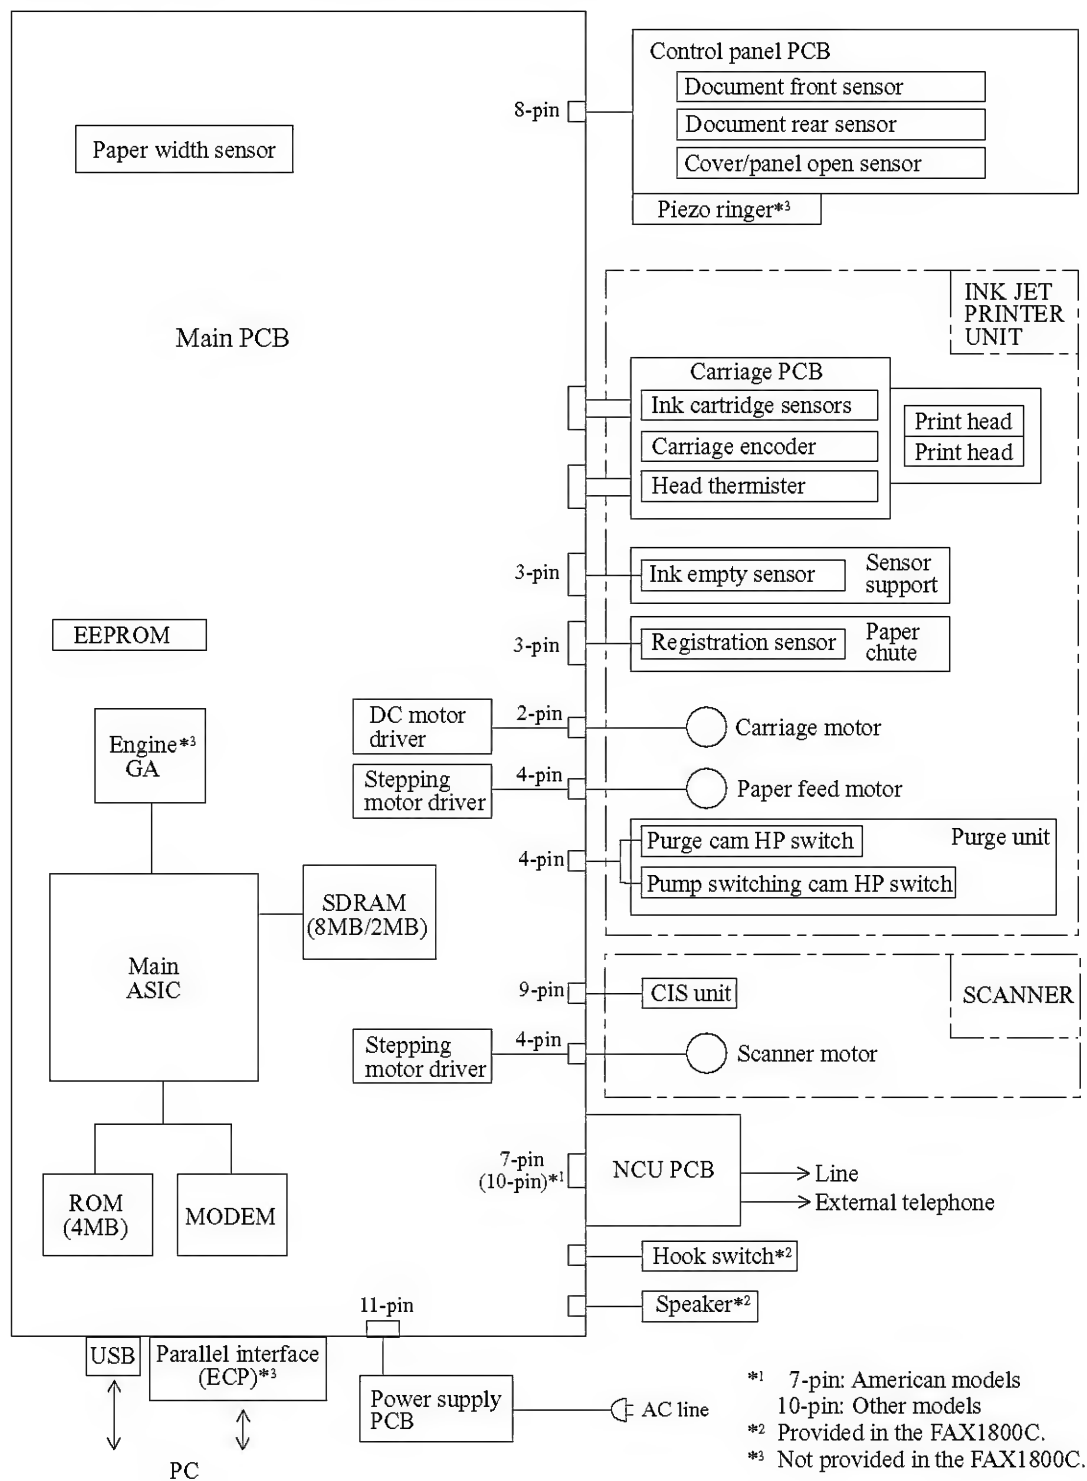 Control panel PCB
Document front sensor
8-pin
Document rear sensor
Paper width sensor
Cover/panel open sensor
Piezo ringer*3
INK JET
PRINTER
UNIT
Main PCB
Carriage PCB
Ink cartridge sensors
Print head
Carriage encoder
Print head
Head thermister
3-pin
Ink empty sensor
Sensor
support
EEPROM
3-pin
Registration sensor
Paper
chute
DC motor
driver
2-pin
Carriage motor
Engine*3
GA
Stepping
motor driver
4-pin
Paper feed motor
4-pin
Purge cam HP switch
Purge unit
Pump switching cam HP switch
SDRAM
(8MB/2MB)
Main
ASIC
9-pin
CIS unit
SCANNER
Stepping
motor driver
4-pin
Scanner motor
7-pin
(10-pin)*1
NCU PCB
Line
External telephone
ROM
(4MB)
MODEM
Hook switch*2
Speaker*2
11-pin
USB
Parallel interface
(ECP)*3
Power supply
PCB
AC line
PC
*1 7-pin: American models
10-pin: Other models
*2 Provided in the FAX1800C.
*3 Not provided in the FAX1800C.